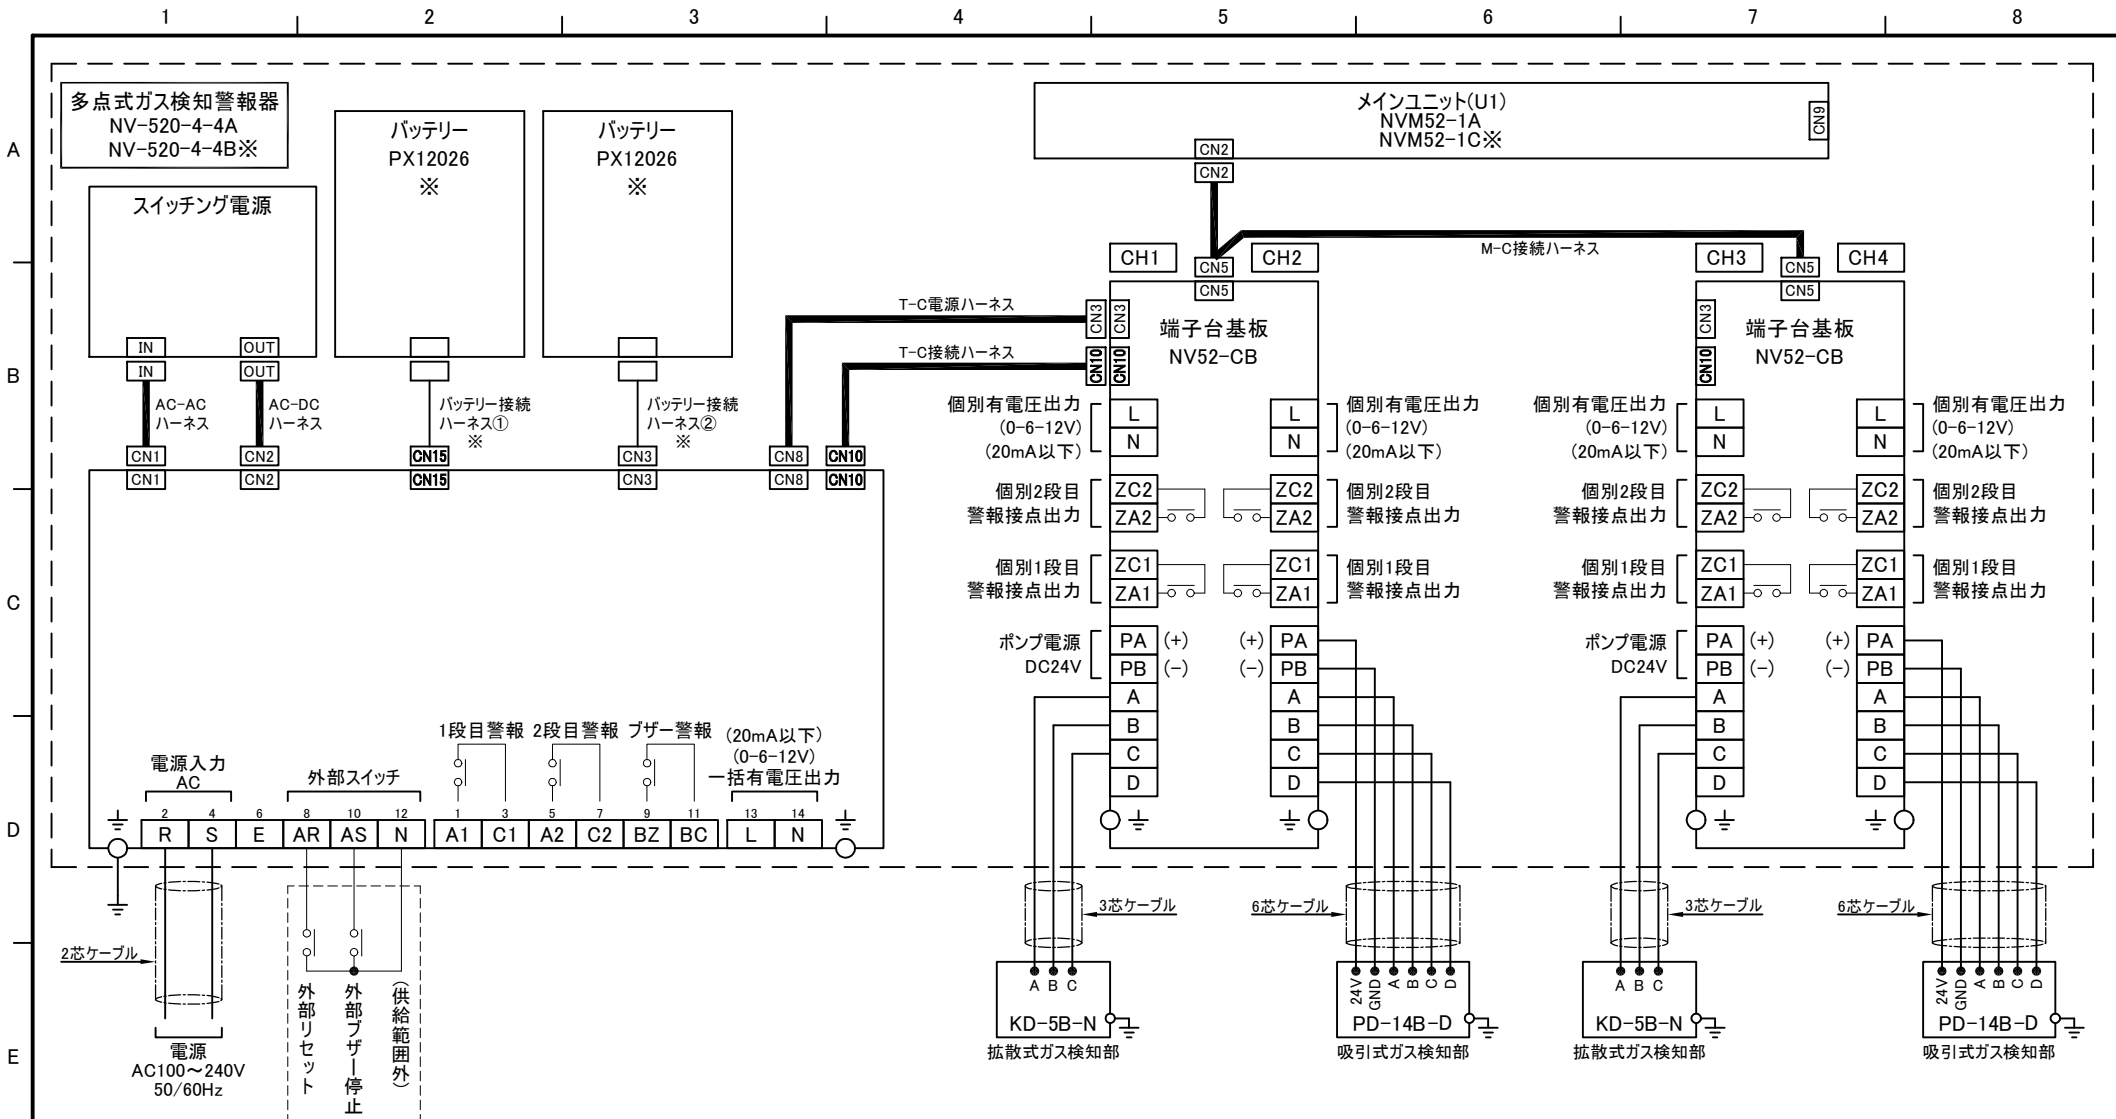 1 2 3 4 5 6 7 8
A
B
C
D
E
多点式ガス検知警報器
NV-520-4-4A
NV-520-4-4B※
スイッチング電源
IN
IN
OUT
OUT
AC-AC
ハーネス
AC-DC
ハーネス
バッテリー
PX12026
※
バッテリー接続
ハーネス①
※
バッテリー
PX12026
※
バッテリー接続
ハーネス②
※
CN1 CN2 CN15 CN3 CN8 CN10
CN1 CN2 CN15 CN3 CN8 CN10
T-C電源ハーネス
T-C接続ハーネス
メインユニット(U1)
NVM52-1A
NVM52-1C※
CN9
CN2
CN2
M-C接続ハーネス
CH1
CN5
CH2
CN5
CN3 CN3
CN10 CN10
端子台基板
NV52-CB
個別有電圧出力
(0-6-12V)
(20mA以下)
L
N
L
N
個別有電圧出力
(0-6-12V)
(20mA以下)
個別2段目
警報接点出力
ZC2
ZA2
ZC2
ZA2
個別2段目
警報接点出力
個別1段目
警報接点出力
ZC1
ZA1
ZC1
ZA1
個別1段目
警報接点出力
ポンプ電源
DC24V
PA (+) (+) PA
PB (-) (-) PB
A A
B B
C C
D D
CH3
CN5
CH4
CN5
CN3
CN10
端子台基板
NV52-CB
個別有電圧出力
(0-6-12V)
(20mA以下)
L
N
L
N
個別有電圧出力
(0-6-12V)
(20mA以下)
個別2段目
警報接点出力
ZC2
ZA2
ZC2
ZA2
個別2段目
警報接点出力
個別1段目
警報接点出力
ZC1
ZA1
ZC1
ZA1
個別1段目
警報接点出力
ポンプ電源
DC24V
PA (+) (+) PA
PB (-) (-) PB
A A
B B
C C
D D
電源入力
AC
外部スイッチ
1段目警報 2段目警報 ブザー警報
(20mA以下)
(0-6-12V)
一括有電圧出力
2 4 6 8 10 12 1 3 5 7 9 11 13 14
R S E AR AS N A1 C1 A2 C2 BZ BC L N
2芯ケーブル
電源
AC100～240V
50/60Hz
外部リセット
外部ブザー停止
(供給範囲外)
3芯ケーブル
A B C
KD-5B-N
拡散式ガス検知部
6芯ケーブル
24V GND A B C D
PD-14B-D
吸引式ガス検知部
3芯ケーブル
A B C
KD-5B-N
拡散式ガス検知部
6芯ケーブル
24V GND A B C D
PD-14B-D
吸引式ガス検知部